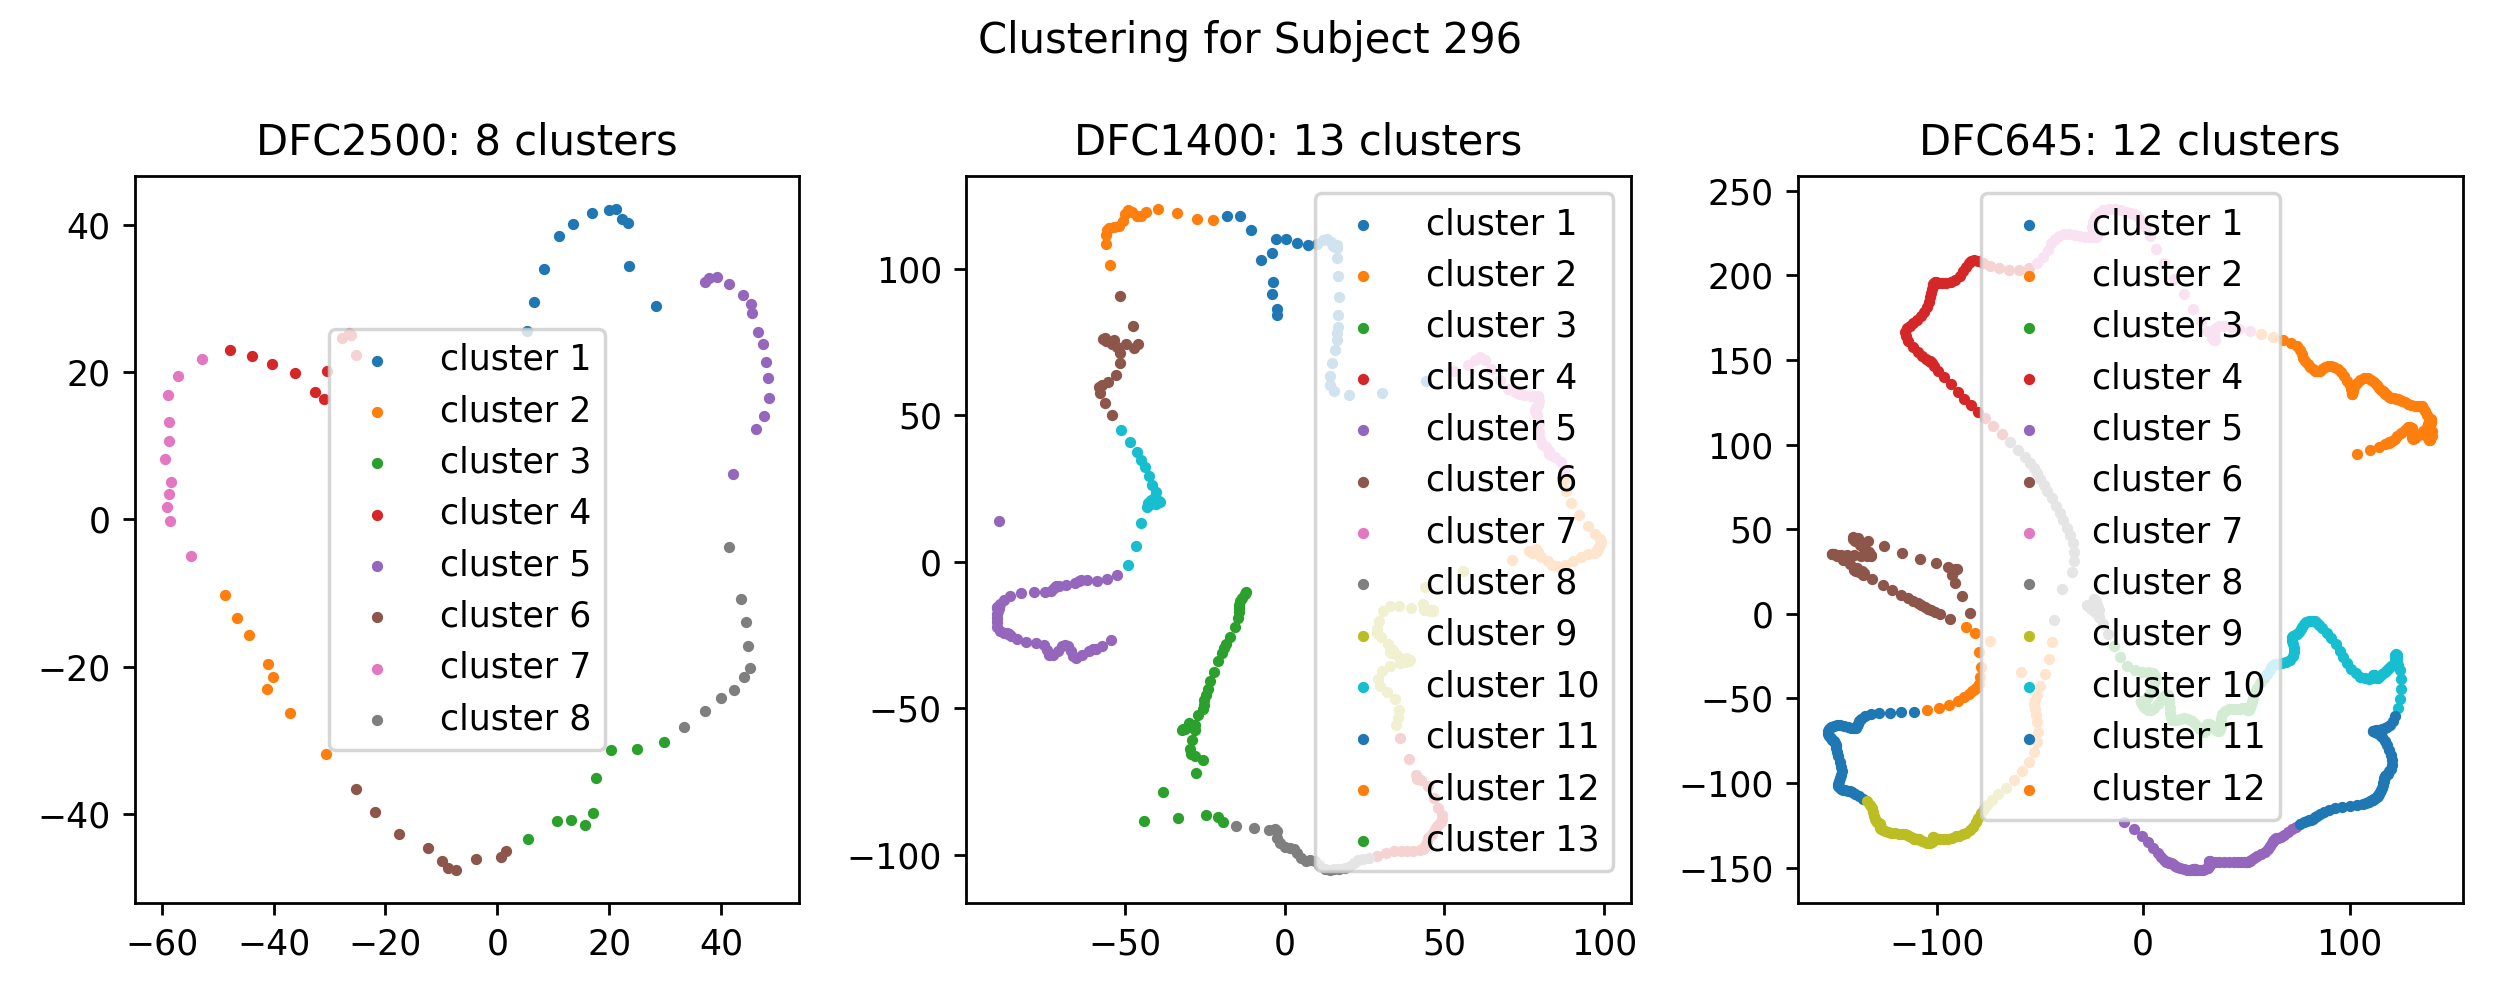 Clustering for Subject 296
DFC2500: 8 clusters
40
20
0
−20
−40
−60
−40
−20
0
20
40
cluster 1
cluster 2
cluster 3
cluster 4
cluster 5
cluster 6
cluster 7
cluster 8
DFC1400: 13 clusters
100
50
0
−50
−100
−50
0
50
100
cluster 1
cluster 2
cluster 3
cluster 4
cluster 5
cluster 6
cluster 7
cluster 8
cluster 9
cluster 10
cluster 11
cluster 12
cluster 13
DFC645: 12 clusters
250
200
150
100
50
0
−50
−100
−150
−100
0
100
cluster 1
cluster 2
cluster 3
cluster 4
cluster 5
cluster 6
cluster 7
cluster 8
cluster 9
cluster 10
cluster 11
cluster 12